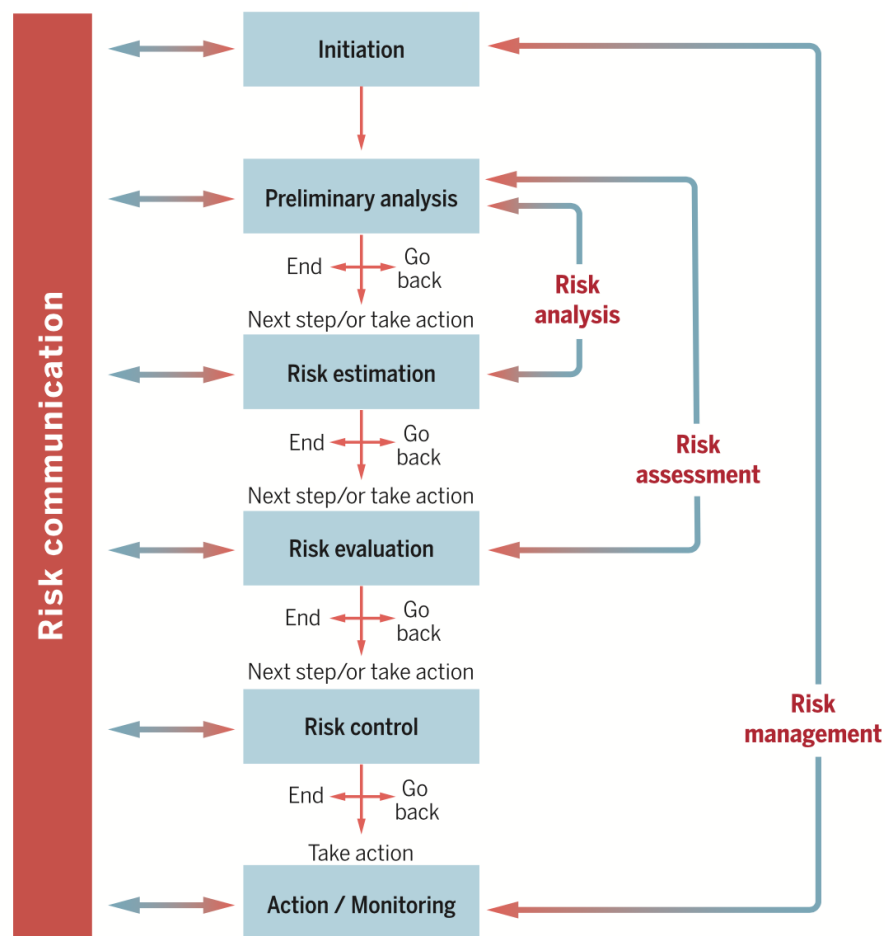 Risk communication
Initiation
Preliminary analysis
End
Go
back
Next step/or take action
Risk
analysis
Risk estimation
End
Go
back
Risk
assessment
Next step/or take action
Risk evaluation
End
Go
back
Next step/or take action
Risk control
Risk
management
End
Go
back
Take action
Action / Monitoring